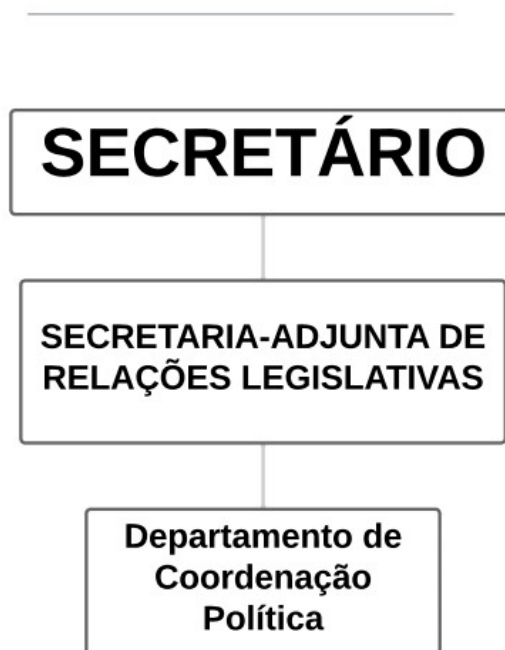 SECRETÁRIO
SECRETARIA-ADJUNTA DE
RELAÇÕES LEGISLATIVAS
Departamento de
Coordenação
Política